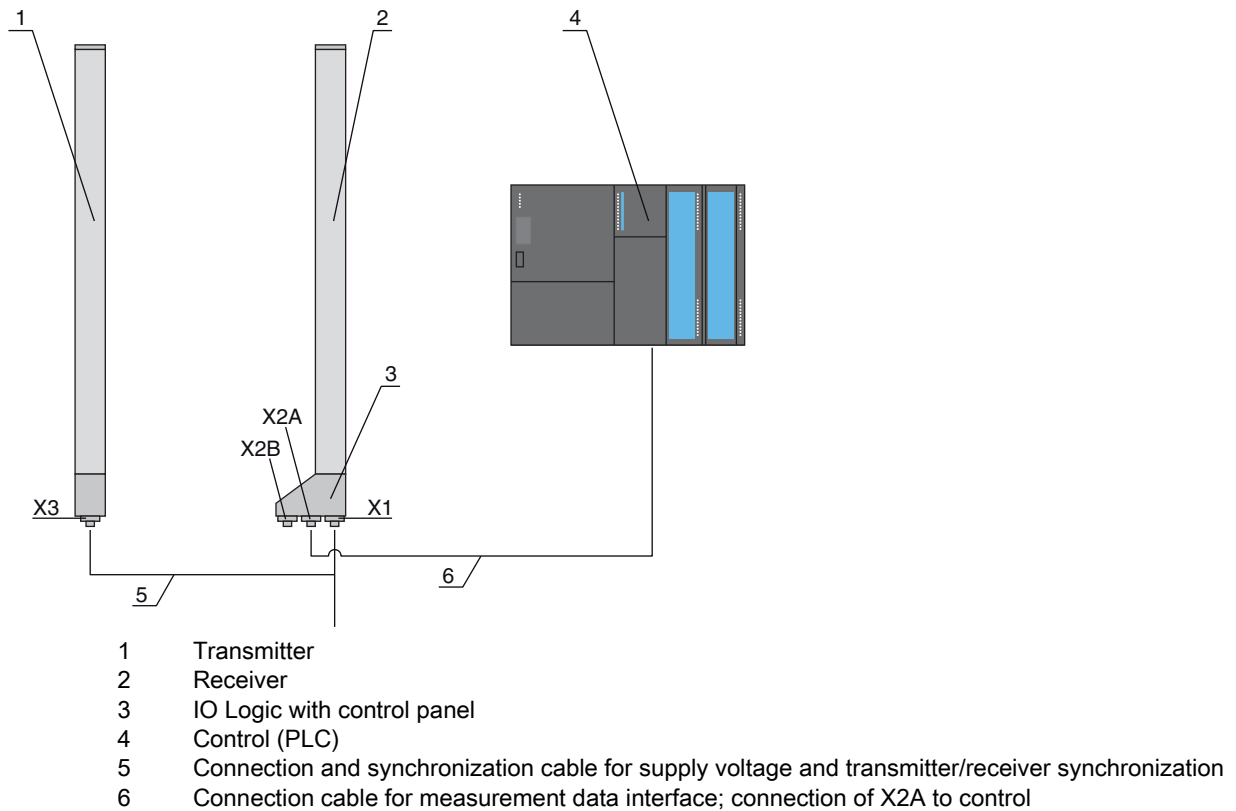 1
2
4
3
X2A
X2B
X3
X1
5
6
1 Transmitter
2 Receiver
3 IO Logic with control panel
4 Control (PLC)
5 Connection and synchronization cable for supply voltage and transmitter/receiver synchronization
6 Connection cable for measurement data interface; connection of X2A to control